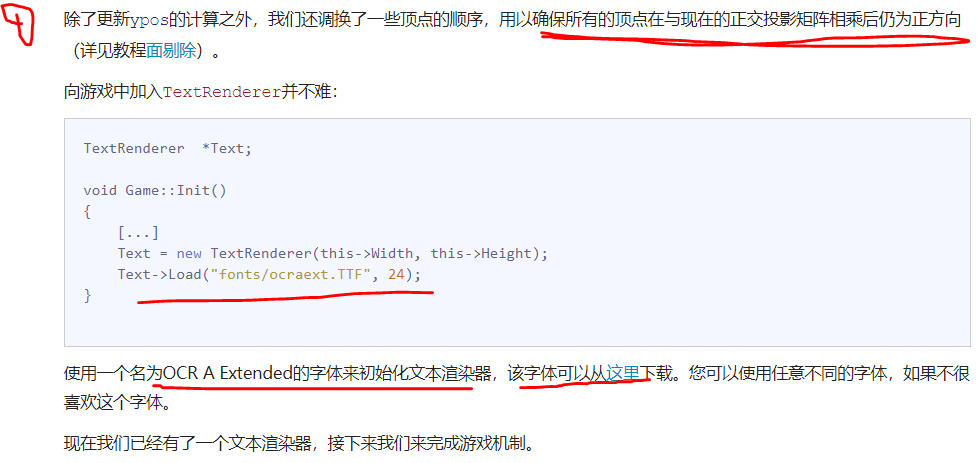 4
除了更新ypos的计算之外，我们还调换了一些顶点的顺序，用以确保所有的顶点在与现在的正交投影矩阵相乘后仍为正方向
（详见教程面剔除）。
向游戏中加入TextRenderer并不难：
TextRenderer  *Text;
void Game::Init()
{
    [...]
    Text = new TextRenderer(this->Width, this->Height);
    Text->Load("fonts/ocraext.TTF", 24);
}
使用一个名为OCR A Extended的字体来初始化文本渲染器，该字体可以从这里下载。您可以使用任意不同的字体，如果不很
喜欢这个字体。
现在我们已经有了一个文本渲染器，接下来我们来完成游戏机制。